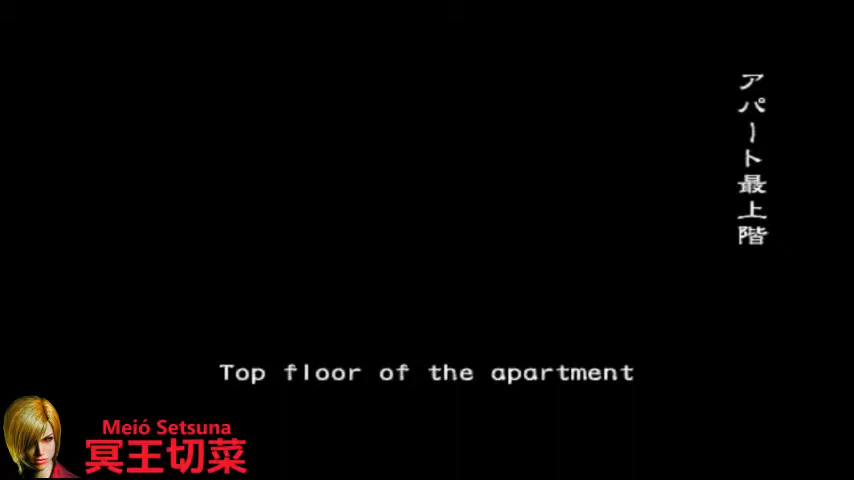 アパート最上階
Top floor of the apartment
Meió Setsuna
冥王切菜